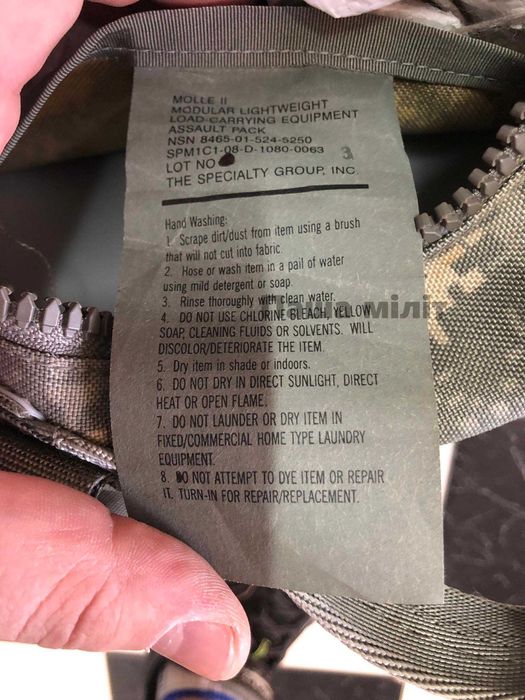 MOLLE II
MODULAR LIGHTWEIGHT
LOAD-CARRYING EQUIPMENT
ASSAULT PACK
NSN 8465-01-524-5250
SPM1C1-08-D-1080-0063
LOT NO 3
THE SPECIALTY GROUP, INC.
Hand Washing:
1. Scrape dirt/dust from item using a brush
that will not cut into fabric.
2. Hose or wash item in a pail of water
using mild detergent or soap.
3. Rinse thoroughly with clean water.
4. DO NOT USE CHLORINE BLEACH, YELLOW
SOAP, CLEANING FLUIDS OR SOLVENTS. WILL
DISCOLOR/DETERIORATE THE ITEM.
5. Dry item in shade or indoors.
6. DO NOT DRY IN DIRECT SUNLIGHT, DIRECT
HEAT OR OPEN FLAME.
7. DO NOT LAUNDER OR DRY ITEM IN
FIXED/COMMERCIAL HOME TYPE LAUNDRY
EQUIPMENT.
8. DO NOT ATTEMPT TO DYE ITEM OR REPAIR
IT. TURN-IN FOR REPAIR/REPLACEMENT.